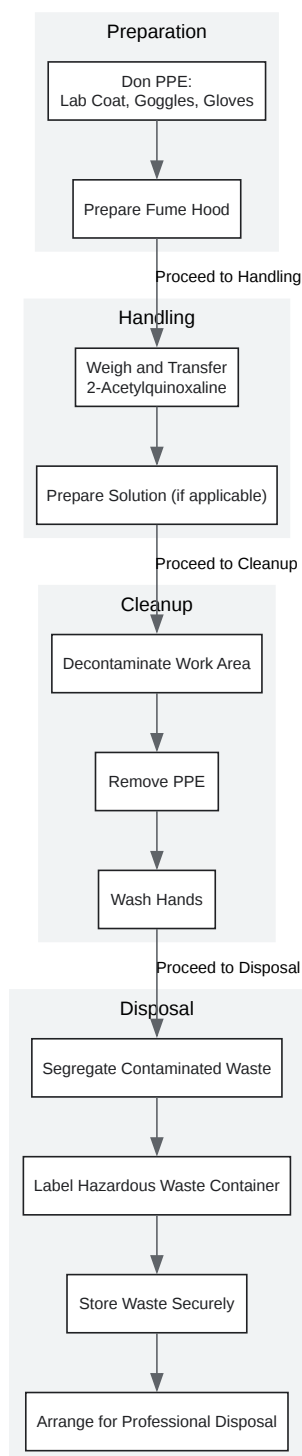 Preparation
Don PPE:
Lab Coat, Goggles, Gloves
Prepare Fume Hood
Proceed to Handling
Handling
Weigh and Transfer
2-Acetylquinoxaline
Prepare Solution (if applicable)
Proceed to Cleanup
Cleanup
Decontaminate Work Area
Remove PPE
Wash Hands
Proceed to Disposal
Disposal
Segregate Contaminated Waste
Label Hazardous Waste Container
Store Waste Securely
Arrange for Professional Disposal